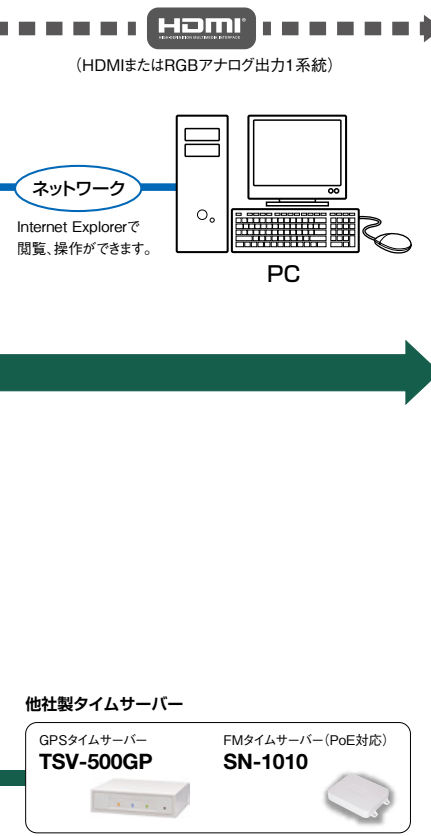 HDMI
（HDMIまたはRGBアナログ出力1系統）
ネットワーク
Internet Explorerで
閲覧、操作ができます。
PC
他社製タイムサーバー
GPSタイムサーバー
TSV-500GP
FMタイムサーバー（PoE対応）
SN-1010